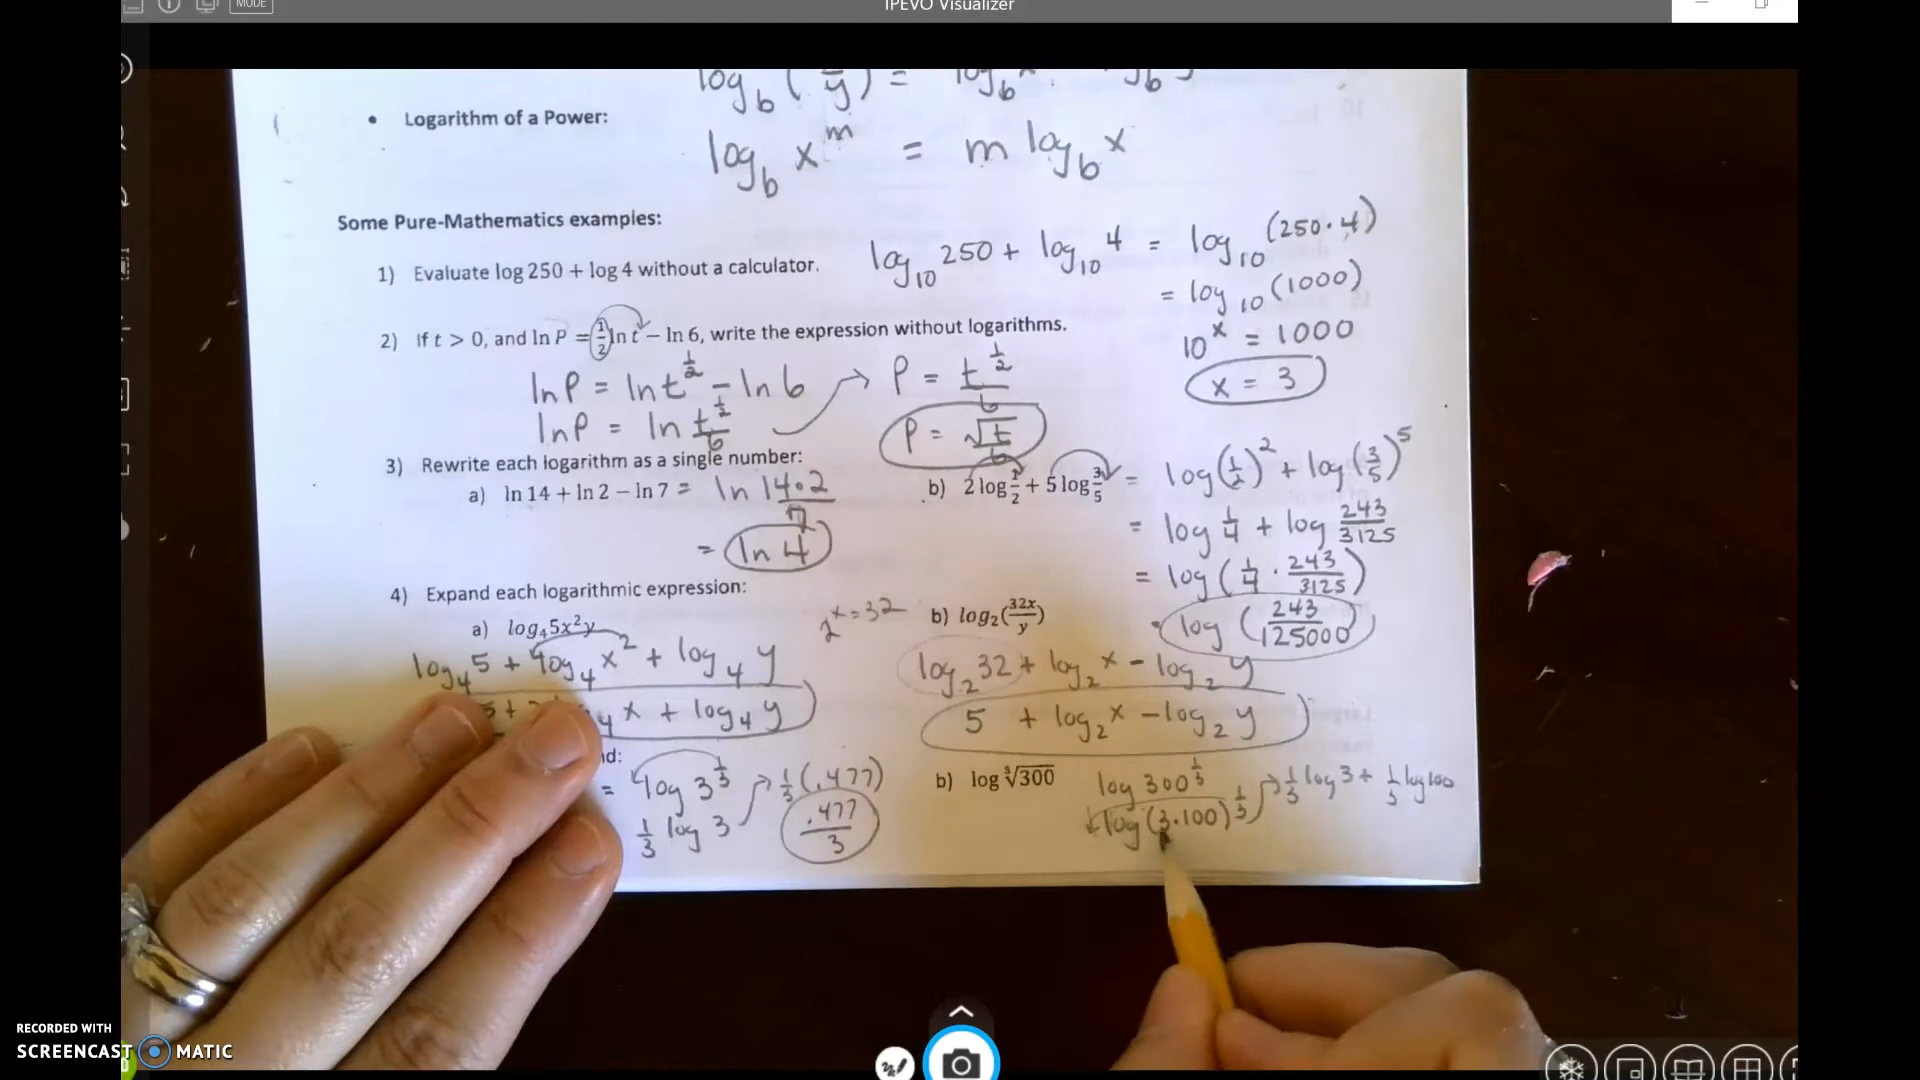 IPEVO Visualizer
MODE
log_b ( /y) = log_b
• Logarithm of a Power:
log_b x^m = m log_b x
Some Pure-Mathematics examples:
1) Evaluate log 250 + log 4 without a calculator.
log_10 250 + log_10 4 = log_10 (250·4)
= log_10 (1000)
10^x = 1000
x = 3
2) If t > 0, and ln P = 1/2 ln t − ln 6, write the expression without logarithms.
ln P = ln t^1/2 − ln 6
P = t^1/2/6
ln P = ln t^1/2/6
P = √t/6
3) Rewrite each logarithm as a single number:
a) ln 14 + ln 2 − ln 7 = ln 14·2/7
= ln 4
b) 2 log 1/2 + 5 log 3/5 = log(1/2)^2 + log(3/5)^5
= log 1/4 + log 243/3125
= log (1/4 · 243/3125)
log (243/12500)
4) Expand each logarithmic expression:
a) log_4 5x^2y
log_4 5 + log_4 x^2 + log_4 y
5 + 2 log_4 x + log_4 y
2^x = 32
b) log_2(32x/y)
log_2 32 + log_2 x − log_2 y
5 + log_2 x − log_2 y
nd:
= log 3^1/3
1/3 log 3
1/3(.477)
.477/3
b) log ∛300
log 300^1/3
log (3·100)^1/3
1/3 log 3 + 1/3 log 100
RECORDED WITH
SCREENCAST MATIC